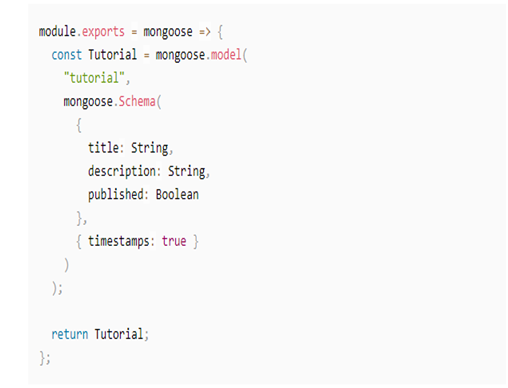 module.exports = mongoose => {
  const Tutorial = mongoose.model(
    "tutorial",
    mongoose.Schema(
      {
        title: String,
        description: String,
        published: Boolean
      },
      { timestamps: true }
    )
  );

  return Tutorial;
};